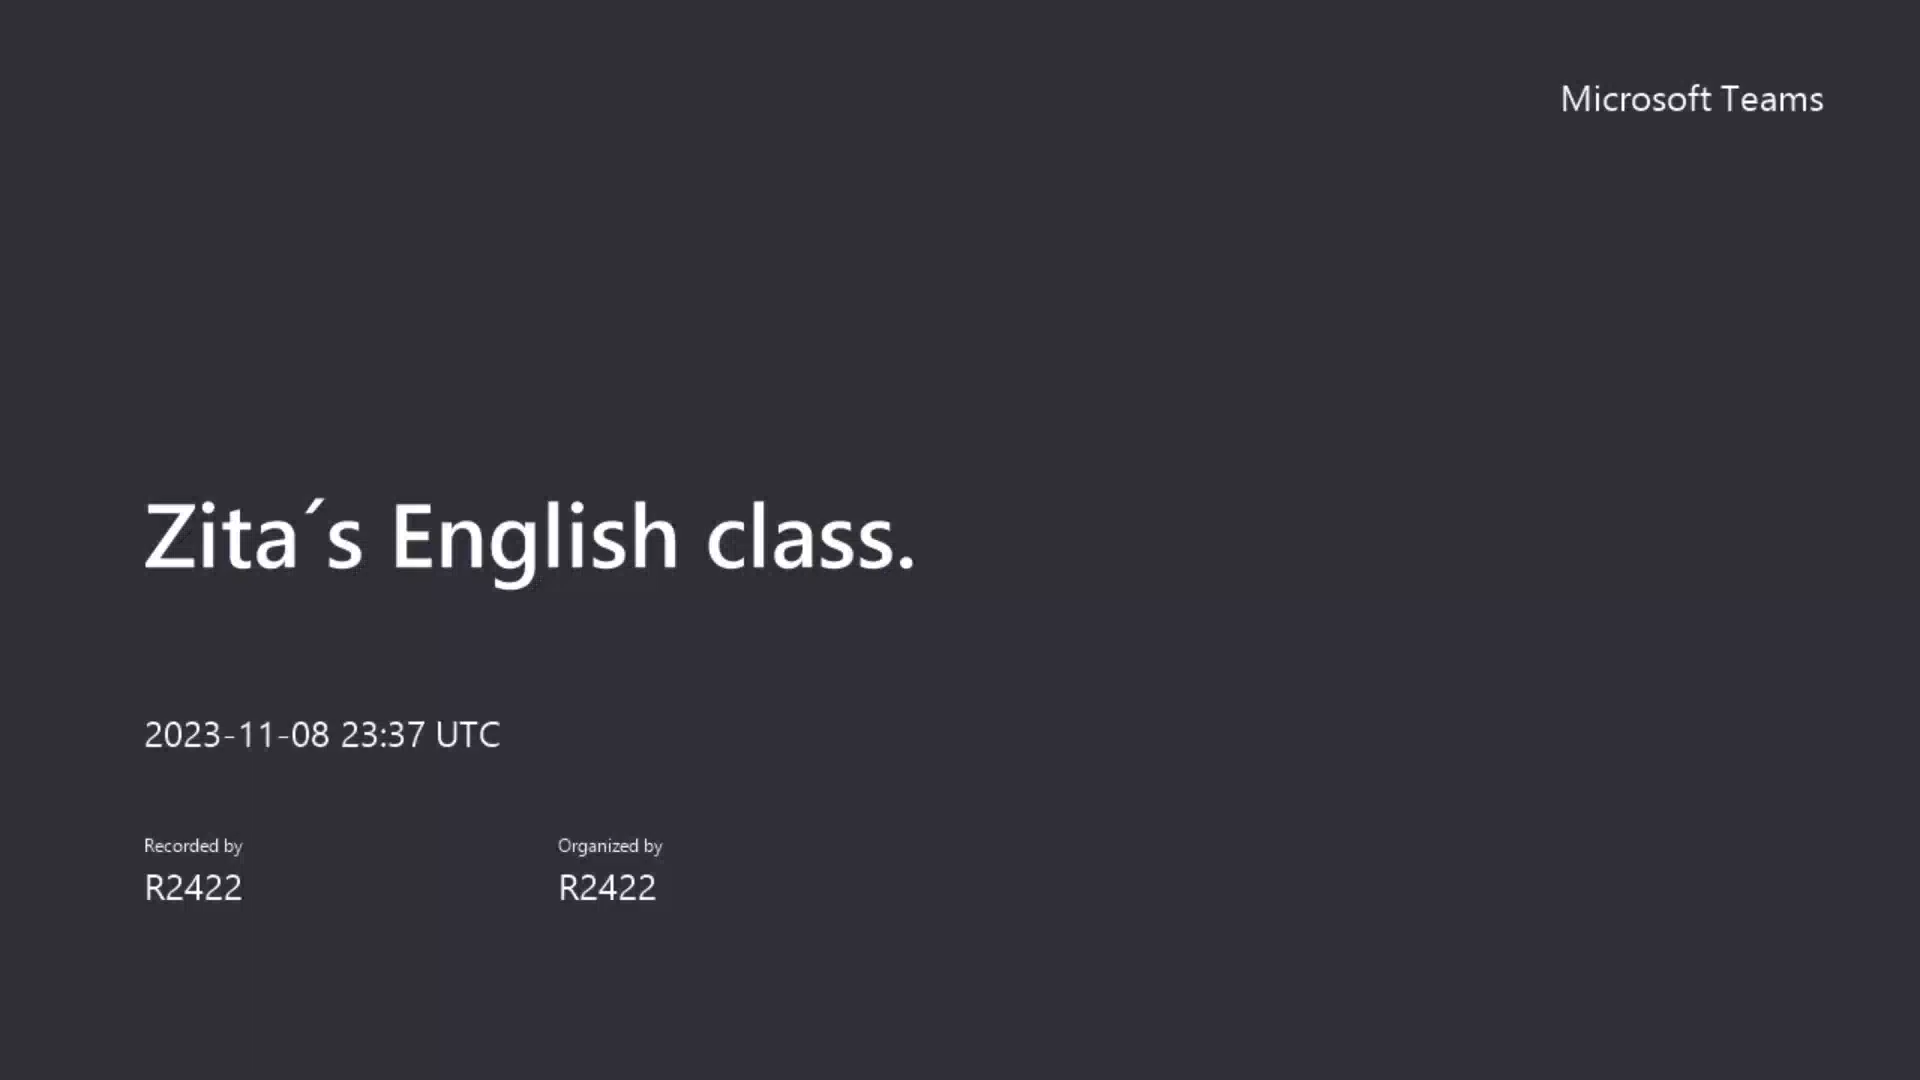 Microsoft Teams
Zita´s English class.
2023-11-08 23:37 UTC
Recorded by
R2422
Organized by
R2422